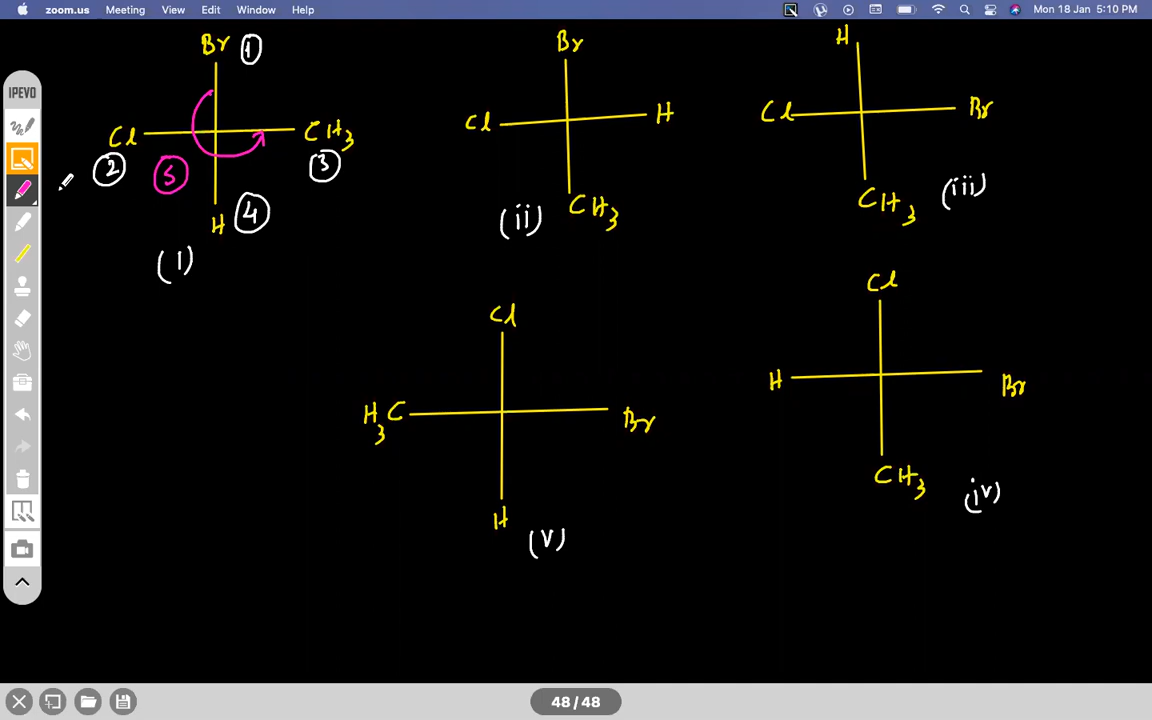 zoom.us Meeting View Edit Window Help Mon 18 Jan 5:10 PM
IPEVO
Br ①
Cl CH3
② S ③
H ④
(1)
Br
Cl H
CH3
(ii)
H
Cl Br
CH3
(iii)
Cl
H3C Br
H
(v)
Cl
H Br
CH3
(iv)
48 / 48